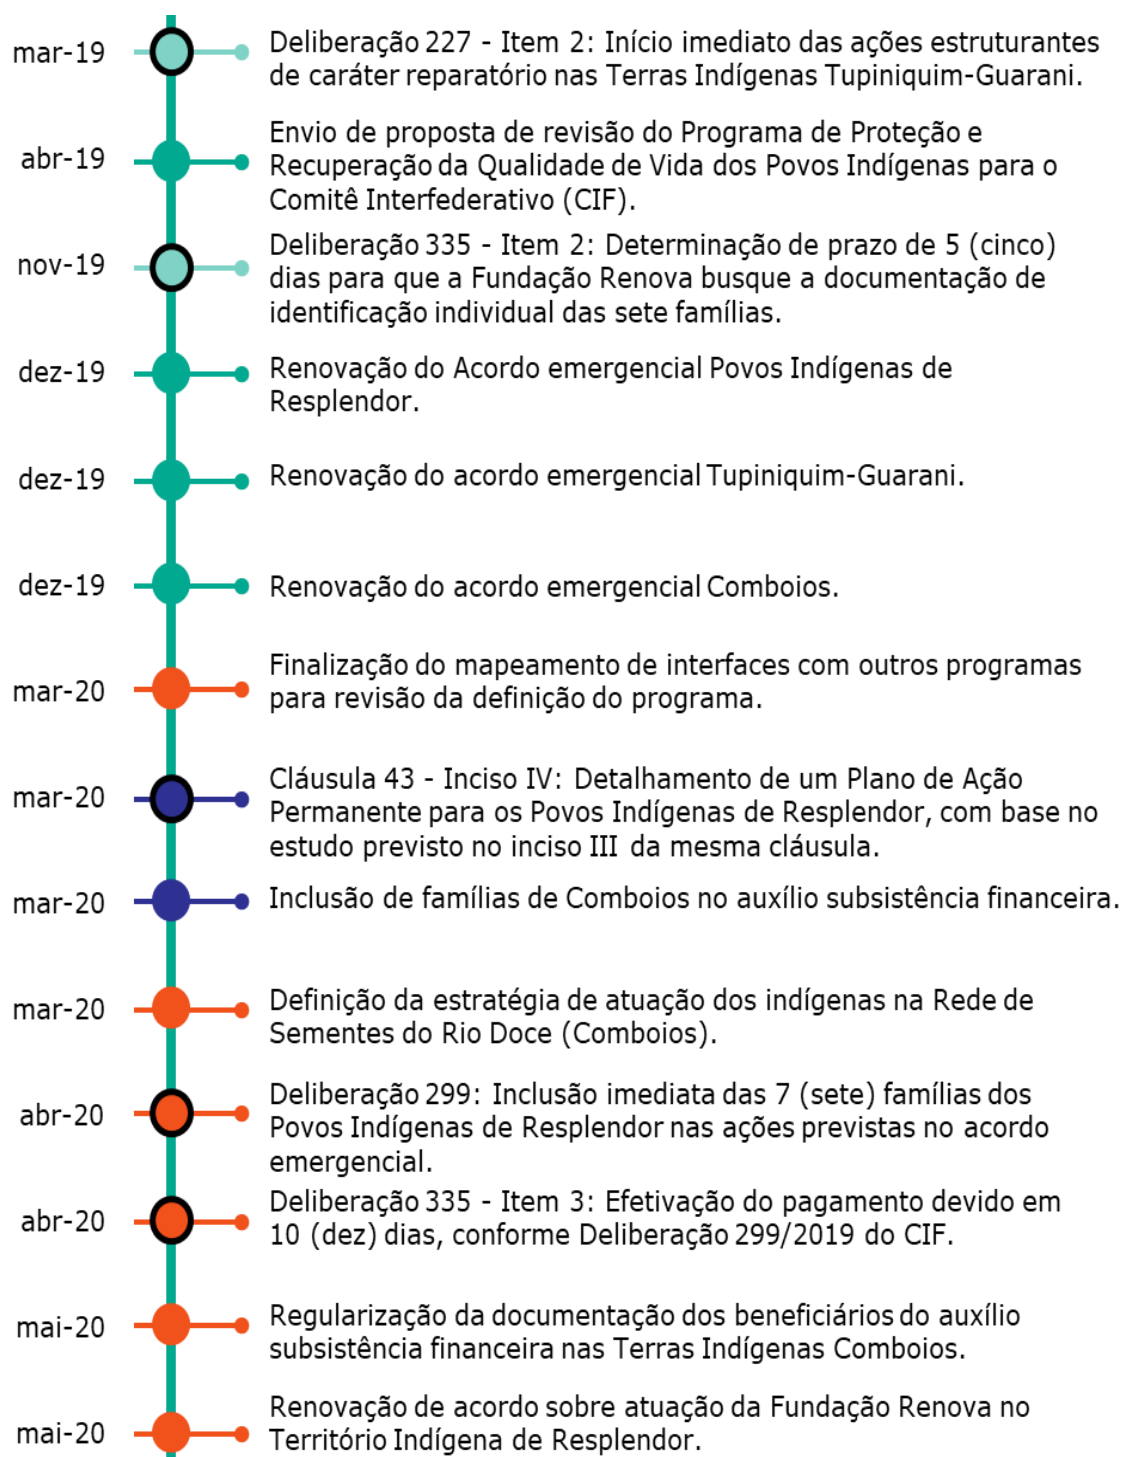 mar-19
Deliberação 227 - Item 2: Início imediato das ações estruturantes
de caráter reparatório nas Terras Indígenas Tupiniquim-Guarani.
abr-19
Envio de proposta de revisão do Programa de Proteção e
Recuperação da Qualidade de Vida dos Povos Indígenas para o
Comitê Interfederativo (CIF).
nov-19
Deliberação 335 - Item 2: Determinação de prazo de 5 (cinco)
dias para que a Fundação Renova busque a documentação de
identificação individual das sete famílias.
dez-19
Renovação do Acordo emergencial Povos Indígenas de
Resplendor.
dez-19
Renovação do acordo emergencial Tupiniquim-Guarani.
dez-19
Renovação do acordo emergencial Comboios.
mar-20
Finalização do mapeamento de interfaces com outros programas
para revisão da definição do programa.
mar-20
Cláusula 43 - Inciso IV: Detalhamento de um Plano de Ação
Permanente para os Povos Indígenas de Resplendor, com base no
estudo previsto no inciso III da mesma cláusula.
mar-20
Inclusão de famílias de Comboios no auxílio subsistência financeira.
mar-20
Definição da estratégia de atuação dos indígenas na Rede de
Sementes do Rio Doce (Comboios).
abr-20
Deliberação 299: Inclusão imediata das 7 (sete) famílias dos
Povos Indígenas de Resplendor nas ações previstas no acordo
emergencial.
abr-20
Deliberação 335 - Item 3: Efetivação do pagamento devido em
10 (dez) dias, conforme Deliberação 299/2019 do CIF.
mai-20
Regularização da documentação dos beneficiários do auxílio
subsistência financeira nas Terras Indígenas Comboios.
mai-20
Renovação de acordo sobre atuação da Fundação Renova no
Território Indígena de Resplendor.